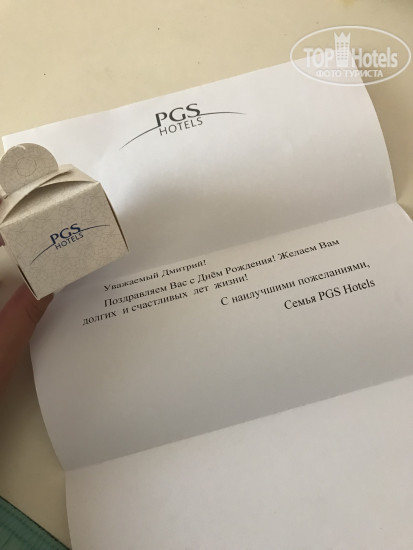 TOP Hotels
ФОТО ТУРИСТА
PGS
HOTELS
PGS
HOTELS
Уважаемый Дмитрий!
Поздравляем Вас с Днём Рождения! Желаем Вам
долгих и счастливых лет жизни!
С наилучшими пожеланиями,
Семья PGS Hotels